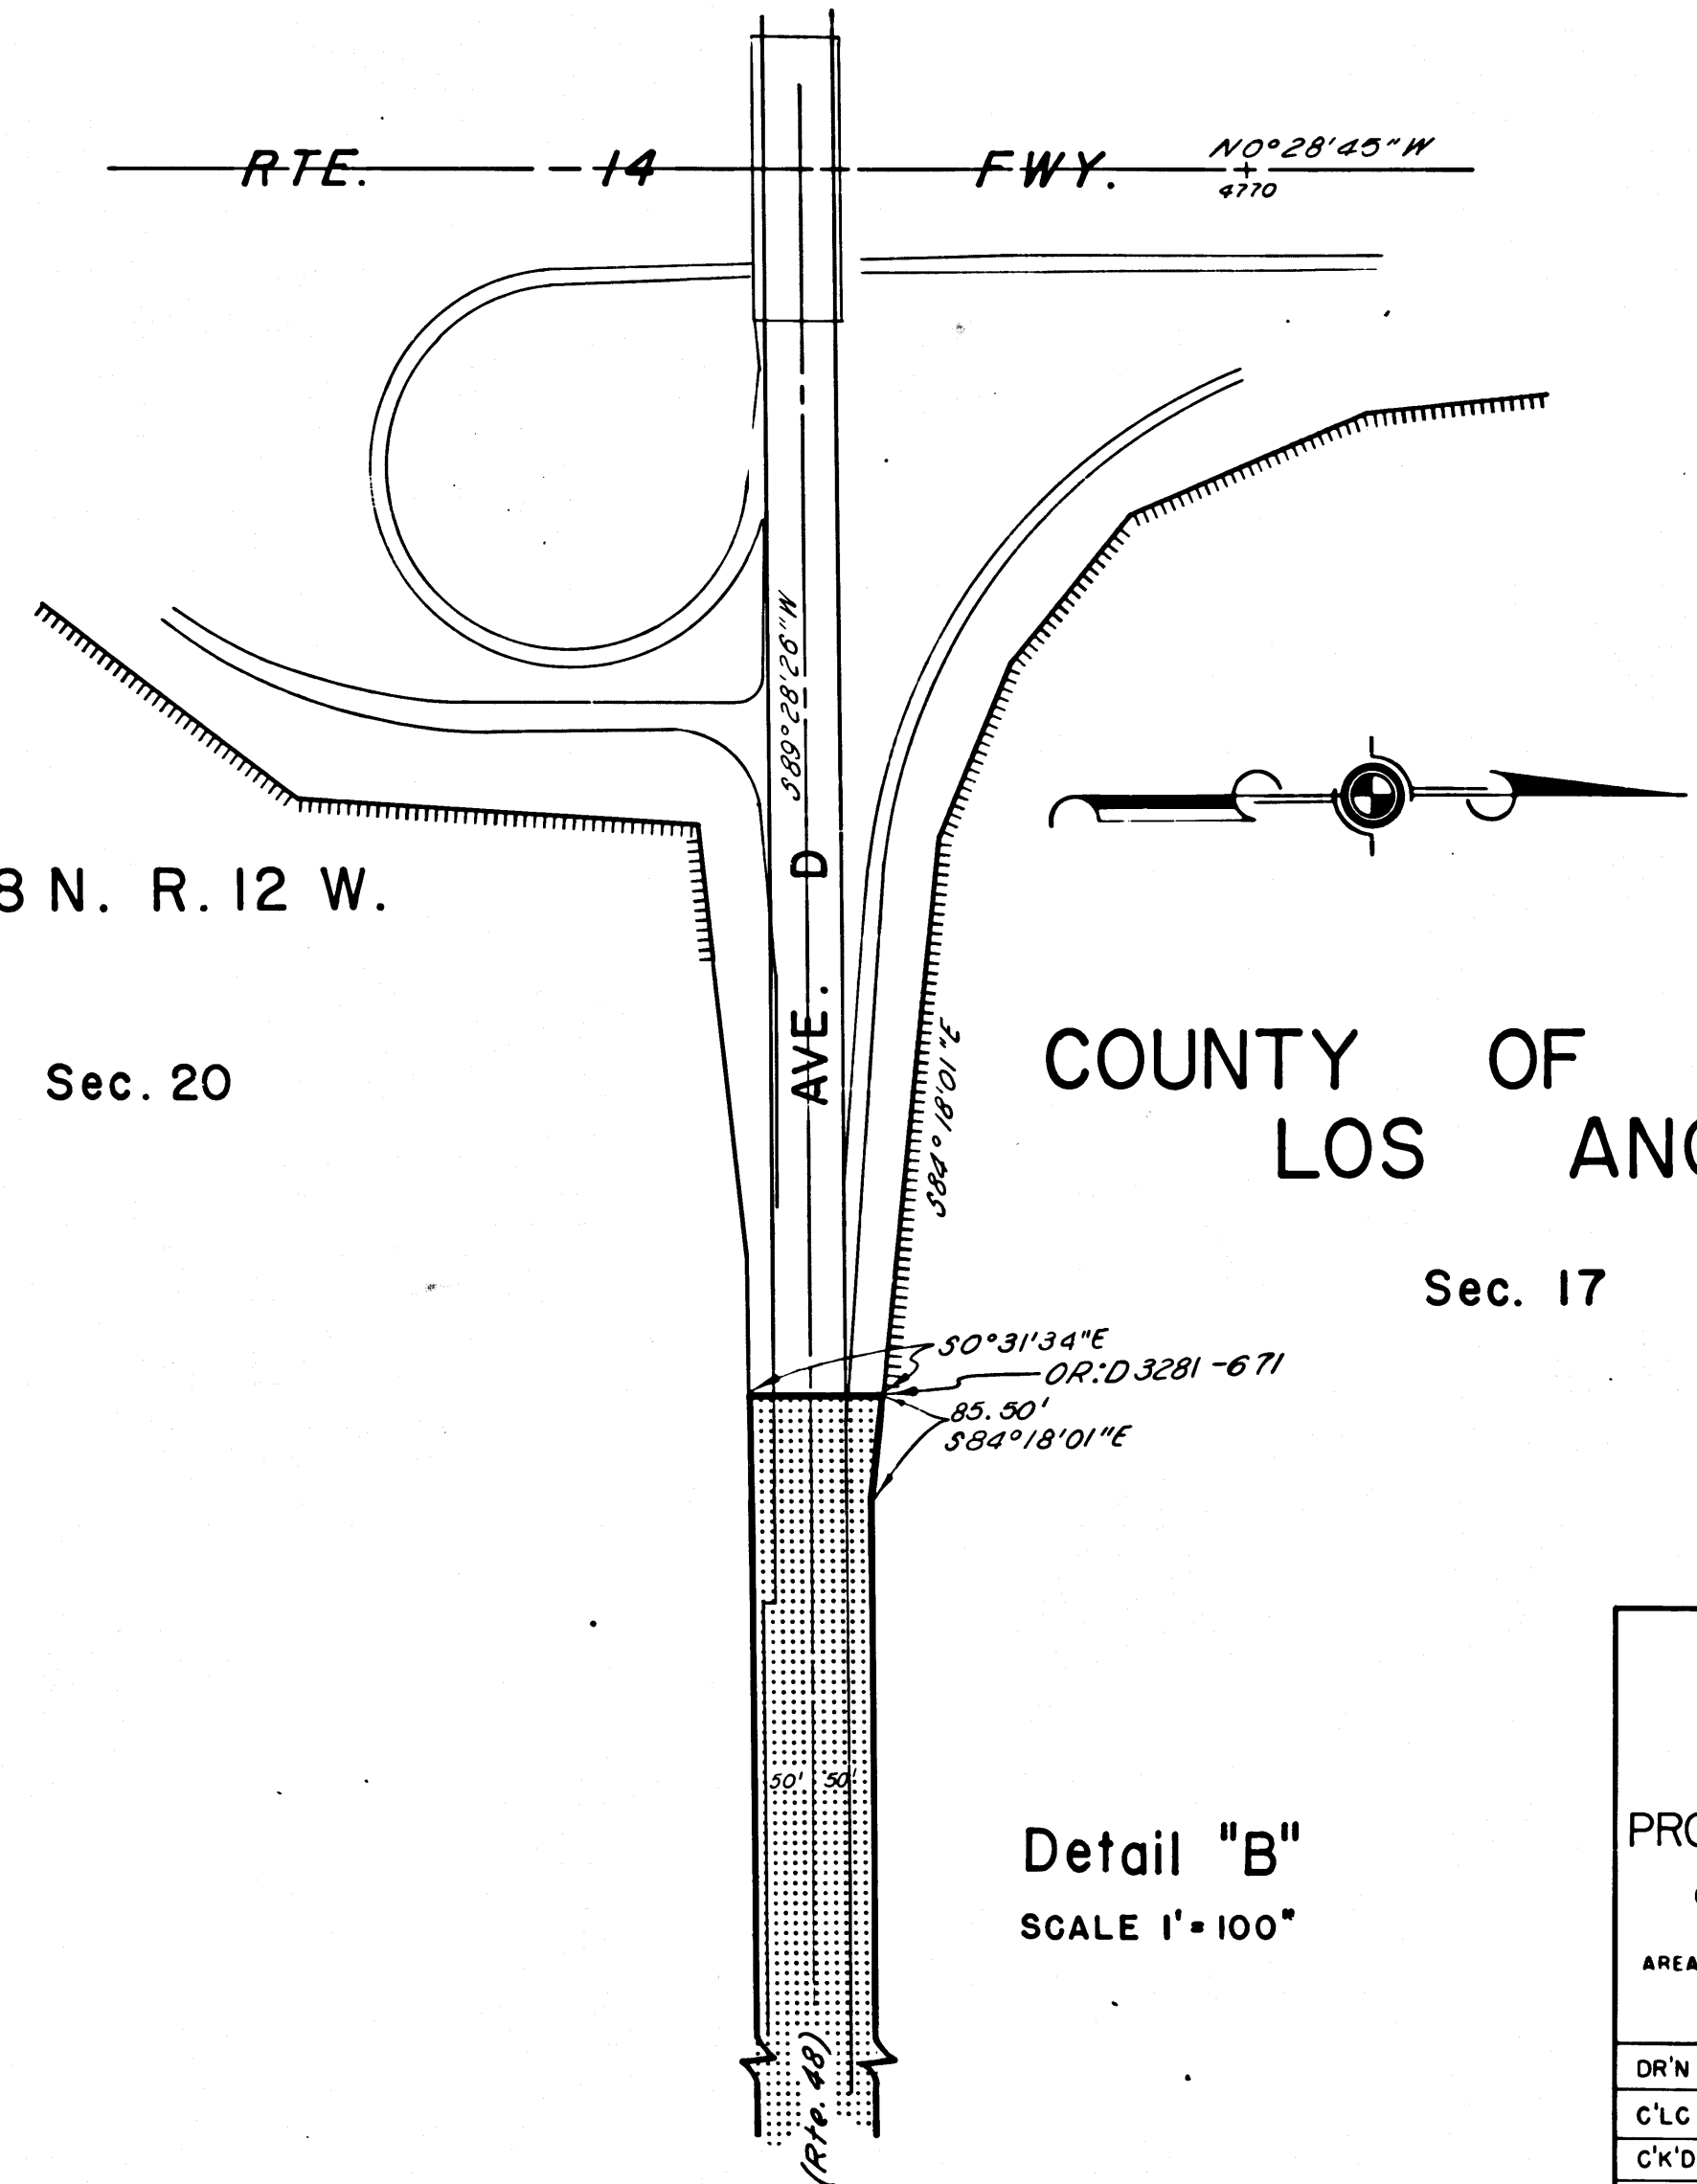 RTE. 14 FWY.
N0°28'45"W
4770
S89°28'26"W
AVE. D
8 N. R. 12 W.
Sec. 20
S84°18'01"E
COUNTY OF
LOS ANG
Sec. 17
S0°31'34"E
OR:D3281-671
85.50'
S84°18'01"E
50' 50'
Detail "B"
SCALE 1'=100"
(Rte. 48)
PRO
AREA
DR'N
C'LC
C'K'D